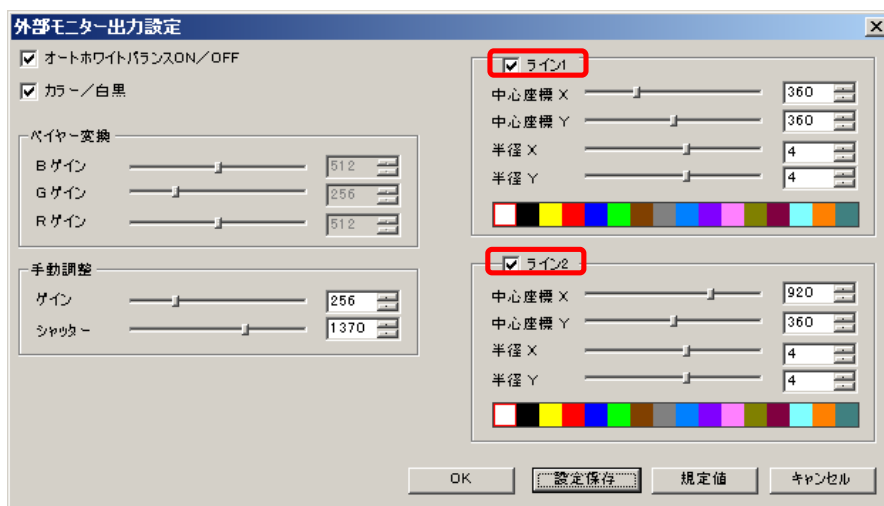 外部モニター出力設定
オートホワイトバランスON／OFF
カラー／白黒
ベイヤー変換
Bゲイン 512
Gゲイン 256
Rゲイン 512
手動調整
ゲイン 256
シャッター 1370
ライン1
中心座標 X 360
中心座標 Y 360
半径 X 4
半径 Y 4
ライン2
中心座標 X 920
中心座標 Y 360
半径 X 4
半径 Y 4
OK 設定保存 規定値 キャンセル